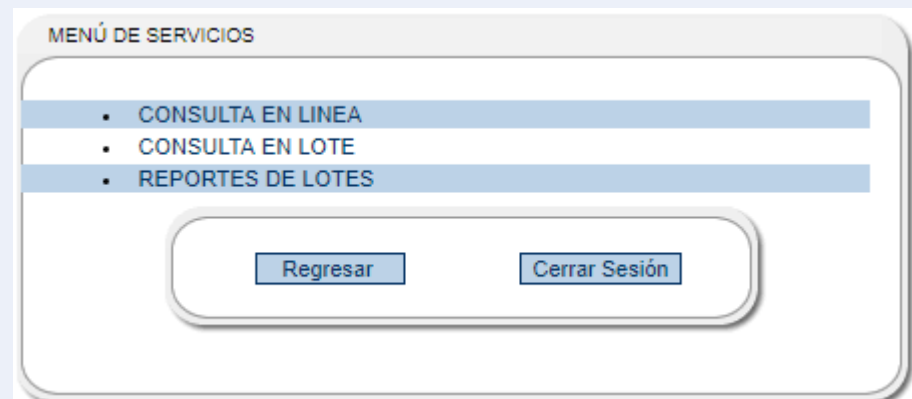 MENÚ DE SERVICIOS
• CONSULTA EN LINEA
• CONSULTA EN LOTE
• REPORTES DE LOTES
Regresar Cerrar Sesión